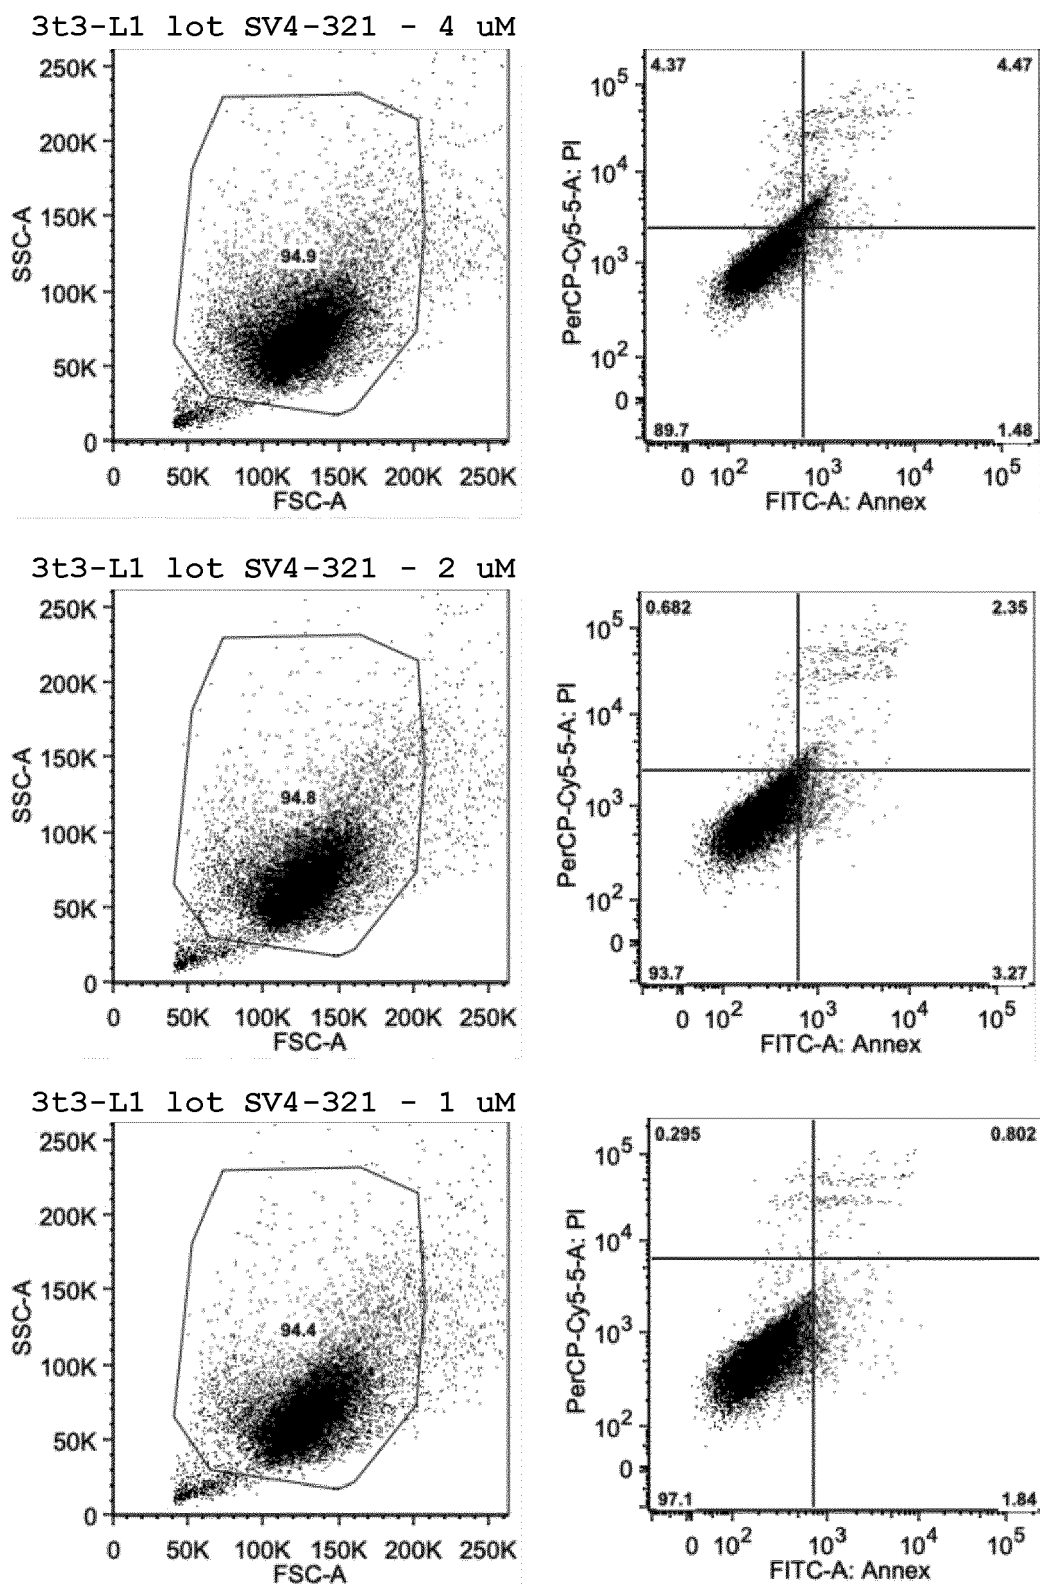 3t3-L1 lot SV4-321 - 4 uM
250K
200K
150K
100K
50K
0
SSC-A
94.9
0 50K 100K 150K 200K 250K
FSC-A
4.37 4.47
10^5
10^4
10^3
10^2
0
PerCP-Cy5-5-A: PI
89.7 1.48
0 10^2 10^3 10^4 10^5
FITC-A: Annex
3t3-L1 lot SV4-321 - 2 uM
250K
200K
150K
100K
50K
0
SSC-A
94.8
0 50K 100K 150K 200K 250K
FSC-A
0.682 2.35
10^5
10^4
10^3
10^2
0
PerCP-Cy5-5-A: PI
93.7 3.27
0 10^2 10^3 10^4 10^5
FITC-A: Annex
3t3-L1 lot SV4-321 - 1 uM
250K
200K
150K
100K
50K
0
SSC-A
94.4
0 50K 100K 150K 200K 250K
FSC-A
0.295 0.802
10^5
10^4
10^3
10^2
0
PerCP-Cy5-5-A: PI
97.1 1.84
0 10^2 10^3 10^4 10^5
FITC-A: Annex